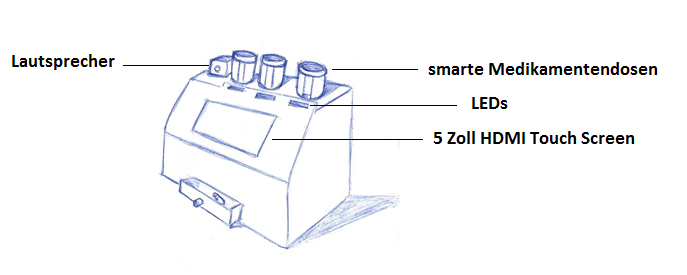 Lautsprecher
smarte Medikamentendosen
LEDs
5 Zoll HDMI Touch Screen